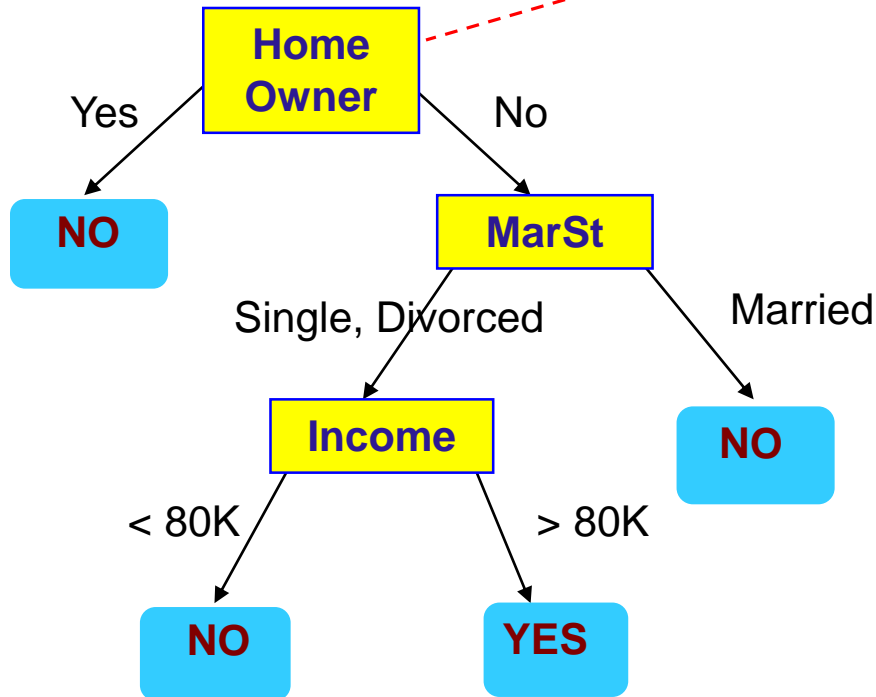 Home
Owner
Yes
No
NO
MarSt
Single, Divorced
Married
Income
NO
< 80K
> 80K
NO
YES